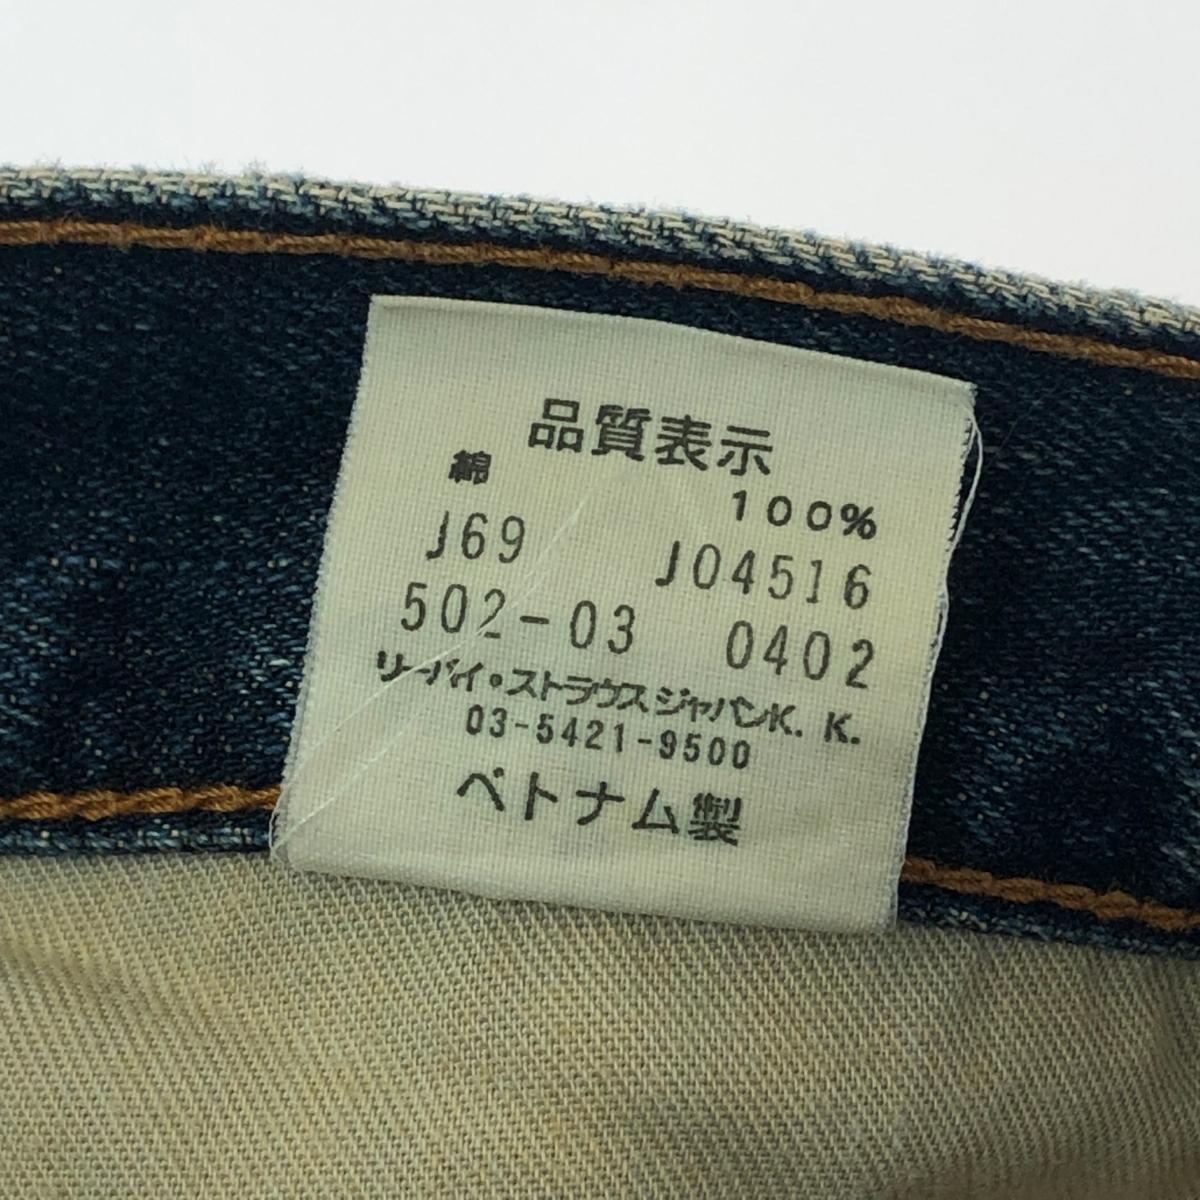 品質表示
綿 100%
J69 J04516
502-03 0402
リーバイ・ストラウスジャパンK. K.
03-5421-9500
ベトナム製